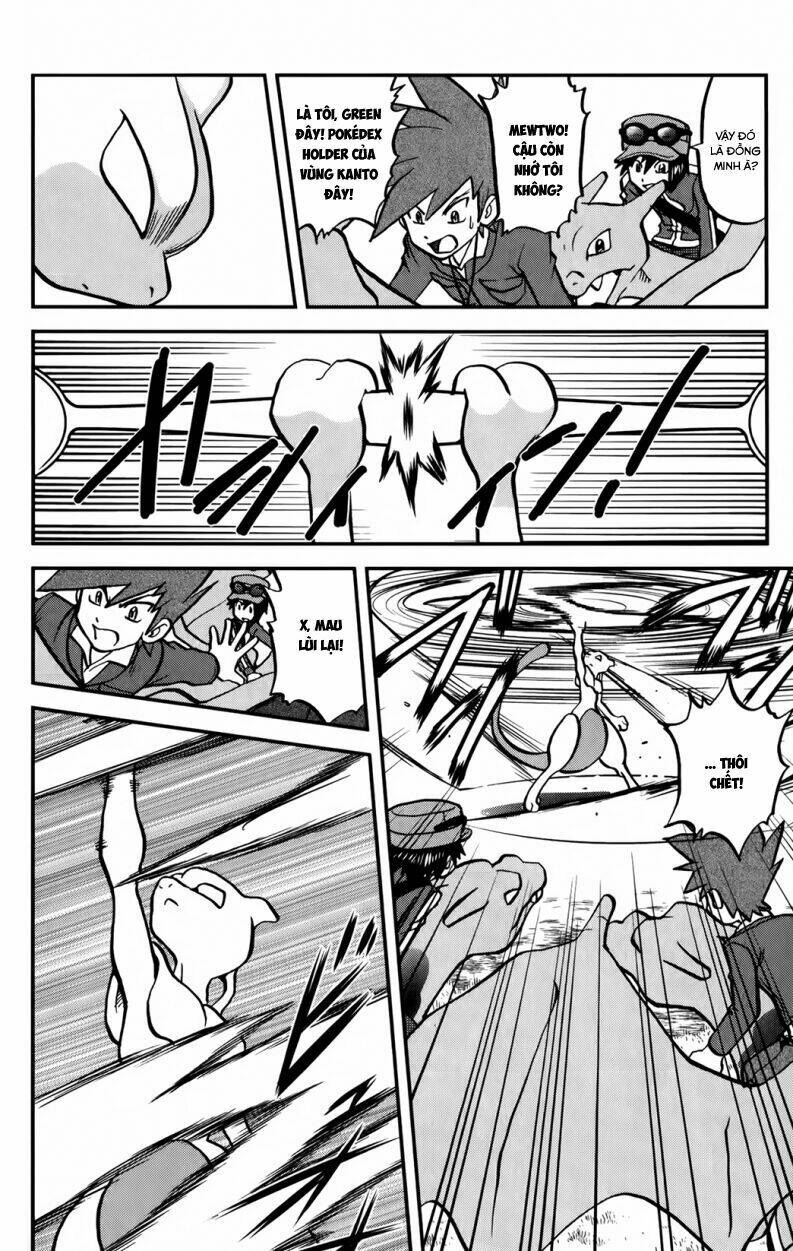 VẬY ĐÓ
LÀ ĐỒNG
MINH À?
MEWTWO!
CẬU CÒN
NHỚ TÔI
KHÔNG?
LÀ TÔI, GREEN
ĐÂY! POKÉDEX
HOLDER CỦA
VÙNG KANTO
ĐÂY!
X, MAU
LÙI LẠI!
... THÔI
CHẾT!